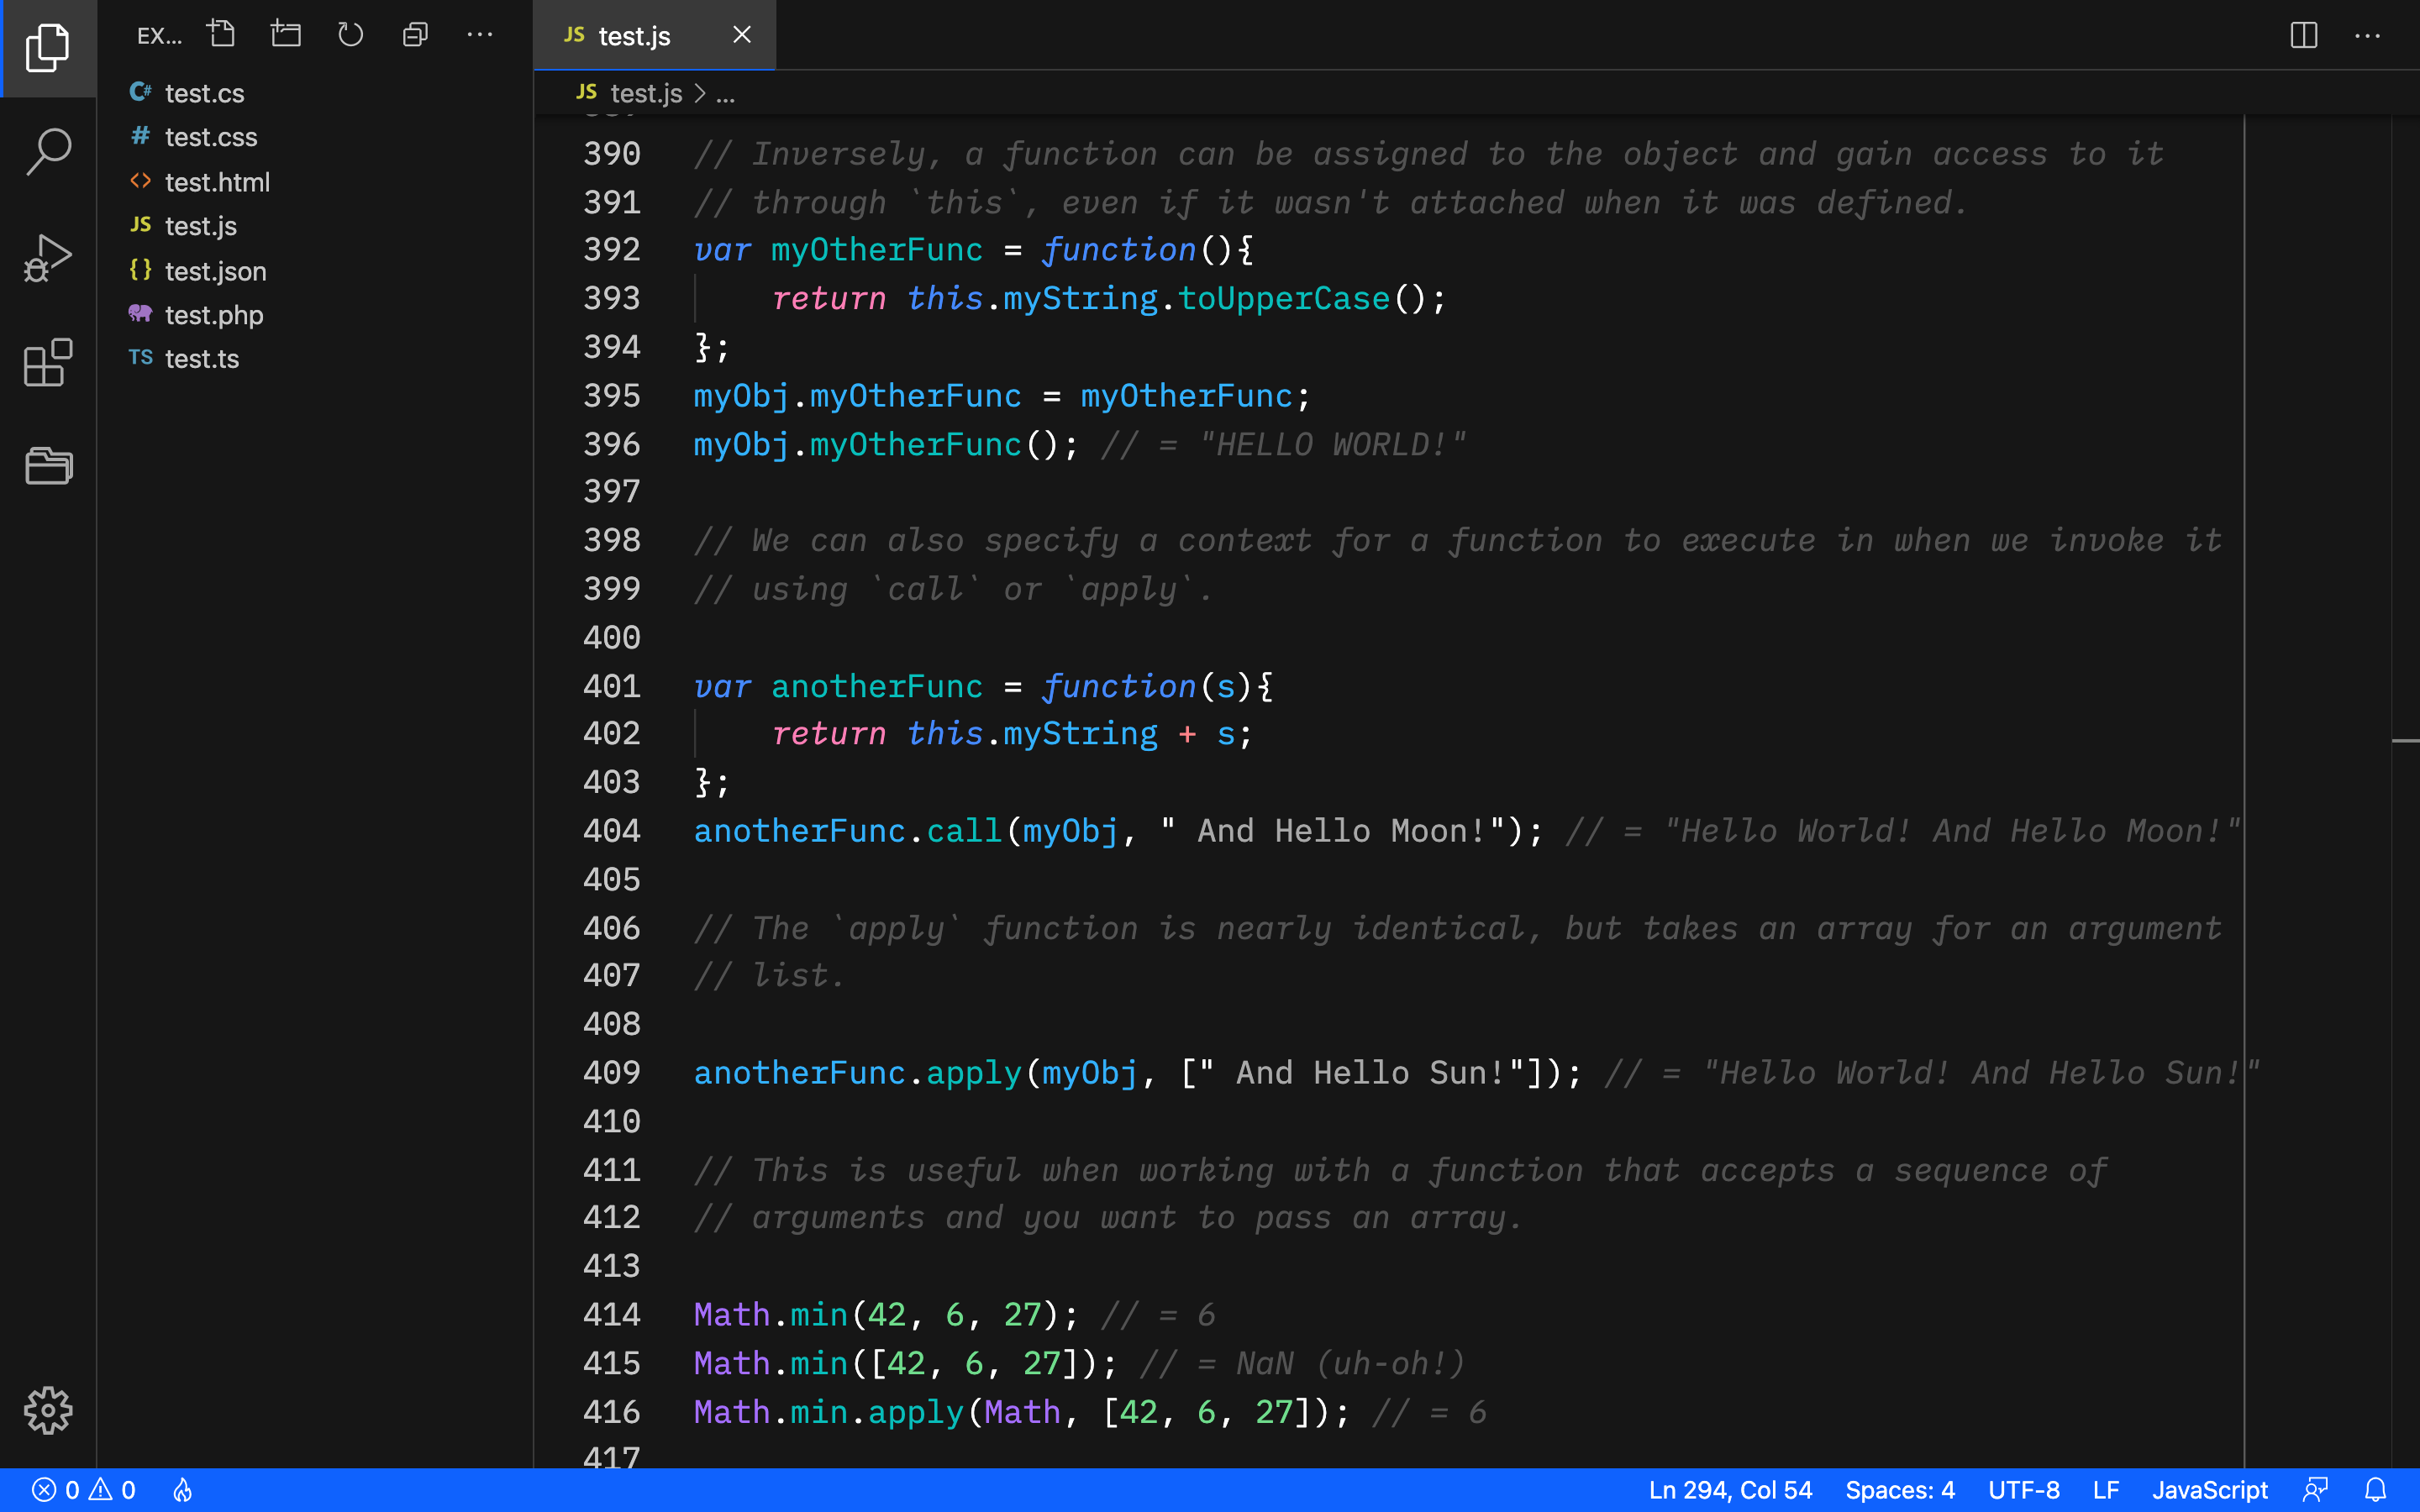 EX...
test.cs
test.css
test.html
JS test.js
test.json
test.php
TS test.ts
JS test.js
JS test.js > ...
390 // Inversely, a function can be assigned to the object and gain access to it
391 // through `this`, even if it wasn't attached when it was defined.
392 var myOtherFunc = function(){
393     return this.myString.toUpperCase();
394 };
395 myObj.myOtherFunc = myOtherFunc;
396 myObj.myOtherFunc(); // = "HELLO WORLD!"
397
398 // We can also specify a context for a function to execute in when we invoke it
399 // using `call` or `apply`.
400
401 var anotherFunc = function(s){
402     return this.myString + s;
403 };
404 anotherFunc.call(myObj, " And Hello Moon!"); // = "Hello World! And Hello Moon!"
405
406 // The `apply` function is nearly identical, but takes an array for an argument
407 // list.
408
409 anotherFunc.apply(myObj, [" And Hello Sun!"]); // = "Hello World! And Hello Sun!"
410
411 // This is useful when working with a function that accepts a sequence of
412 // arguments and you want to pass an array.
413
414 Math.min(42, 6, 27); // = 6
415 Math.min([42, 6, 27]); // = NaN (uh-oh!)
416 Math.min.apply(Math, [42, 6, 27]); // = 6
417
0 0 Ln 294, Col 54 Spaces: 4 UTF-8 LF JavaScript